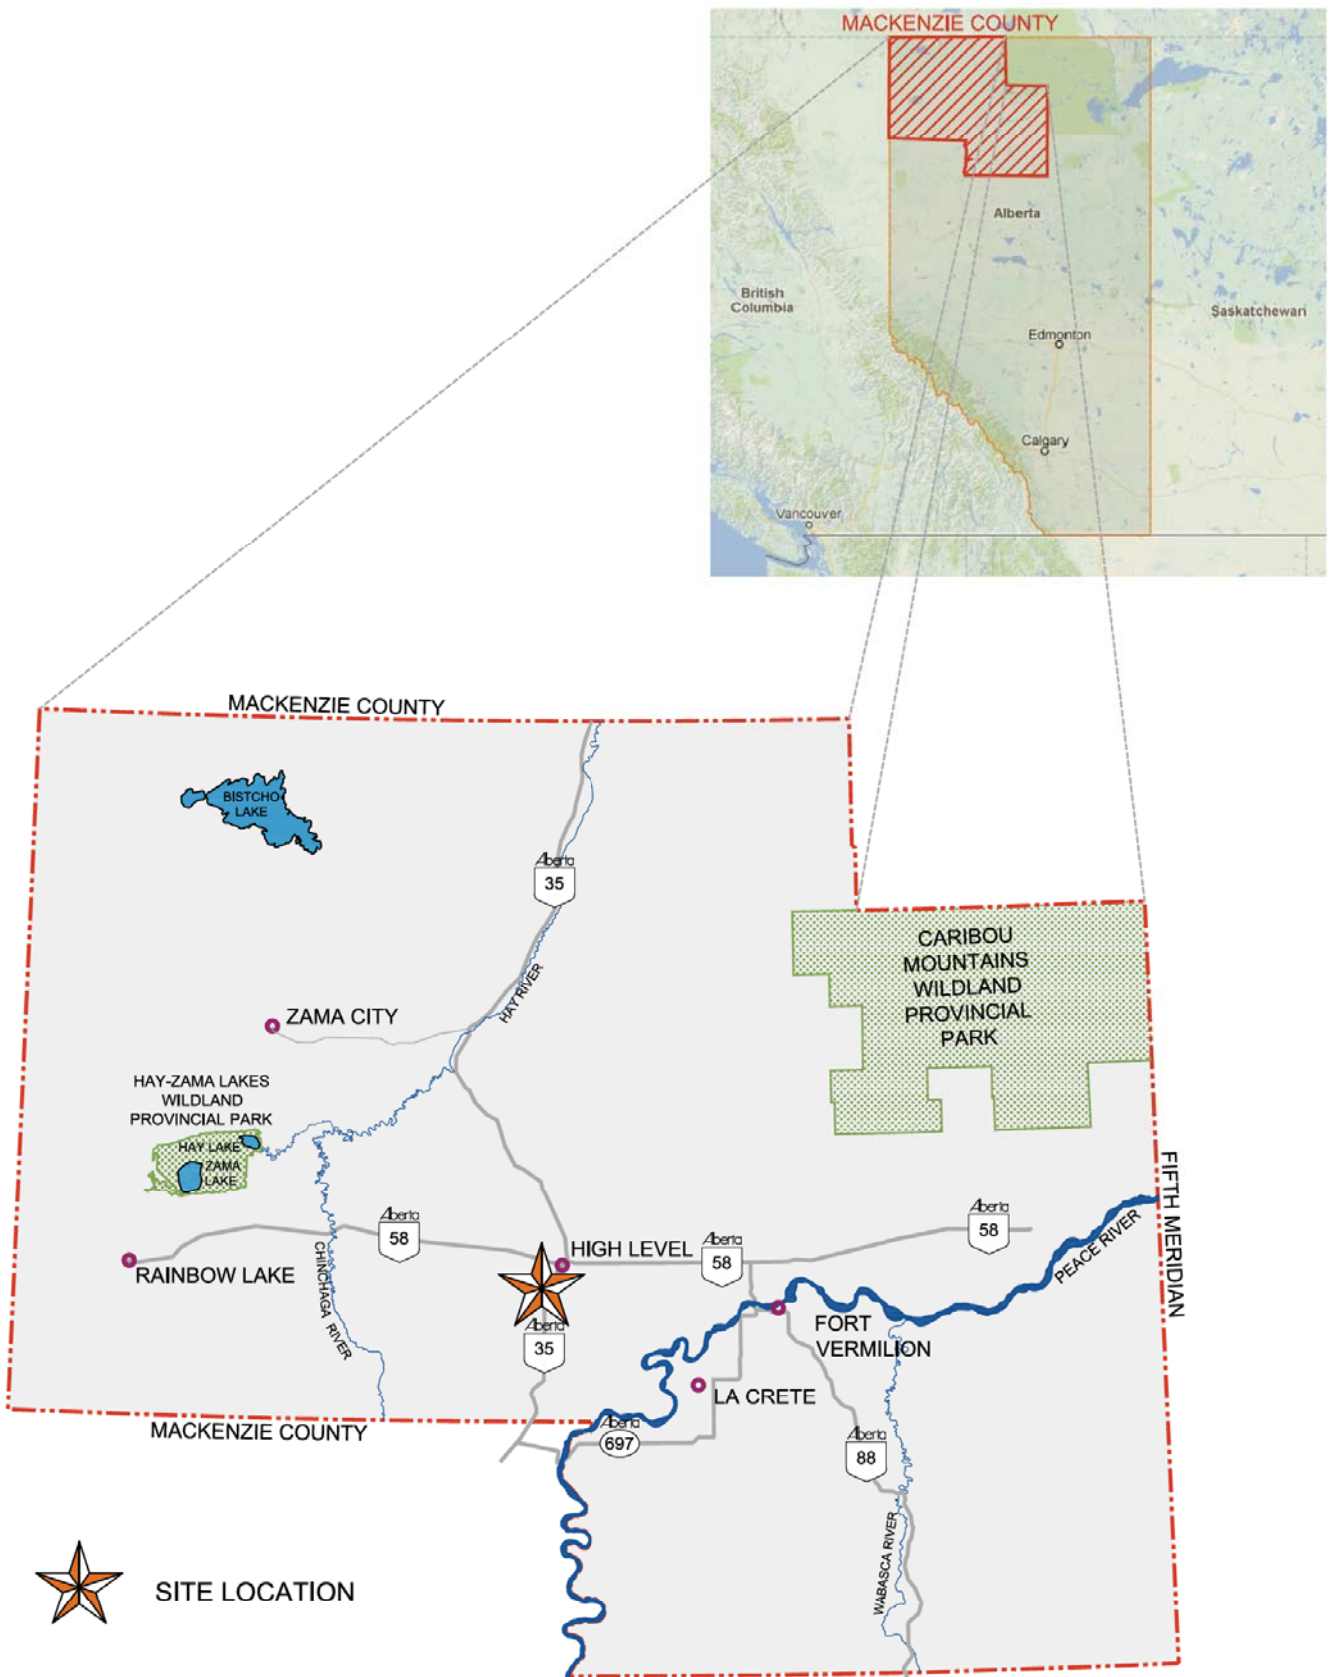 MACKENZIE COUNTY
Alberta
British
Columbia
Saskatchewan
Edmonton
Calgary
Vancouver
MACKENZIE COUNTY
BISTCHO
LAKE
Alberta
35
HAY RIVER
CARIBOU
MOUNTAINS
WILDLAND
PROVINCIAL
PARK
ZAMA CITY
HAY-ZAMA LAKES
WILDLAND
PROVINCIAL PARK
HAY LAKE
ZAMA
LAKE
FIFTH MERIDIAN
Alberta
58
Alberta
58
Alberta
58
HIGH LEVEL
PEACE RIVER
RAINBOW LAKE
CHINCHAGA RIVER
Alberta
35
FORT
VERMILION
LA CRETE
MACKENZIE COUNTY
Alberta
697
Alberta
88
WABASCA RIVER
SITE LOCATION